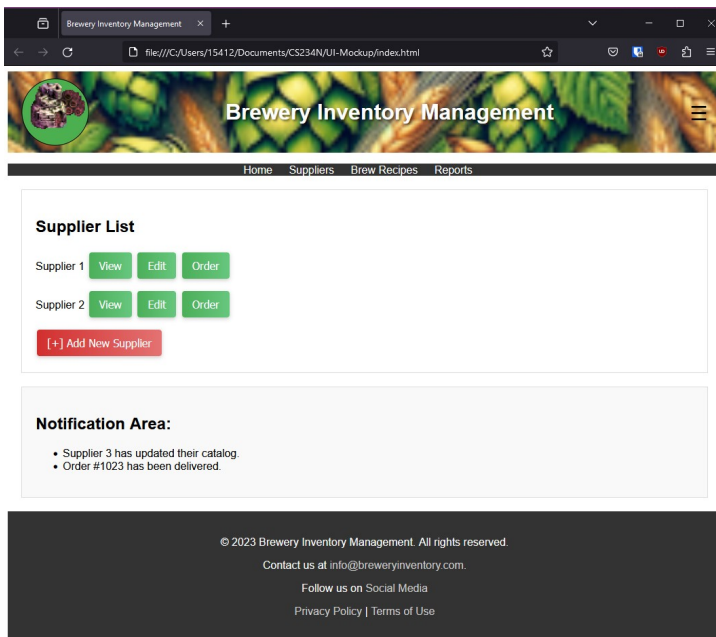 Brewery Inventory Management
file:///C:/Users/15412/Documents/CS234N/UI-Mockup/index.html
Brewery Inventory Management
Home Suppliers Brew Recipes Reports
Supplier List
Supplier 1 View Edit Order
Supplier 2 View Edit Order
[+] Add New Supplier
Notification Area:
• Supplier 3 has updated their catalog.
• Order #1023 has been delivered.
© 2023 Brewery Inventory Management. All rights reserved.
Contact us at info@breweryinventory.com.
Follow us on Social Media
Privacy Policy | Terms of Use